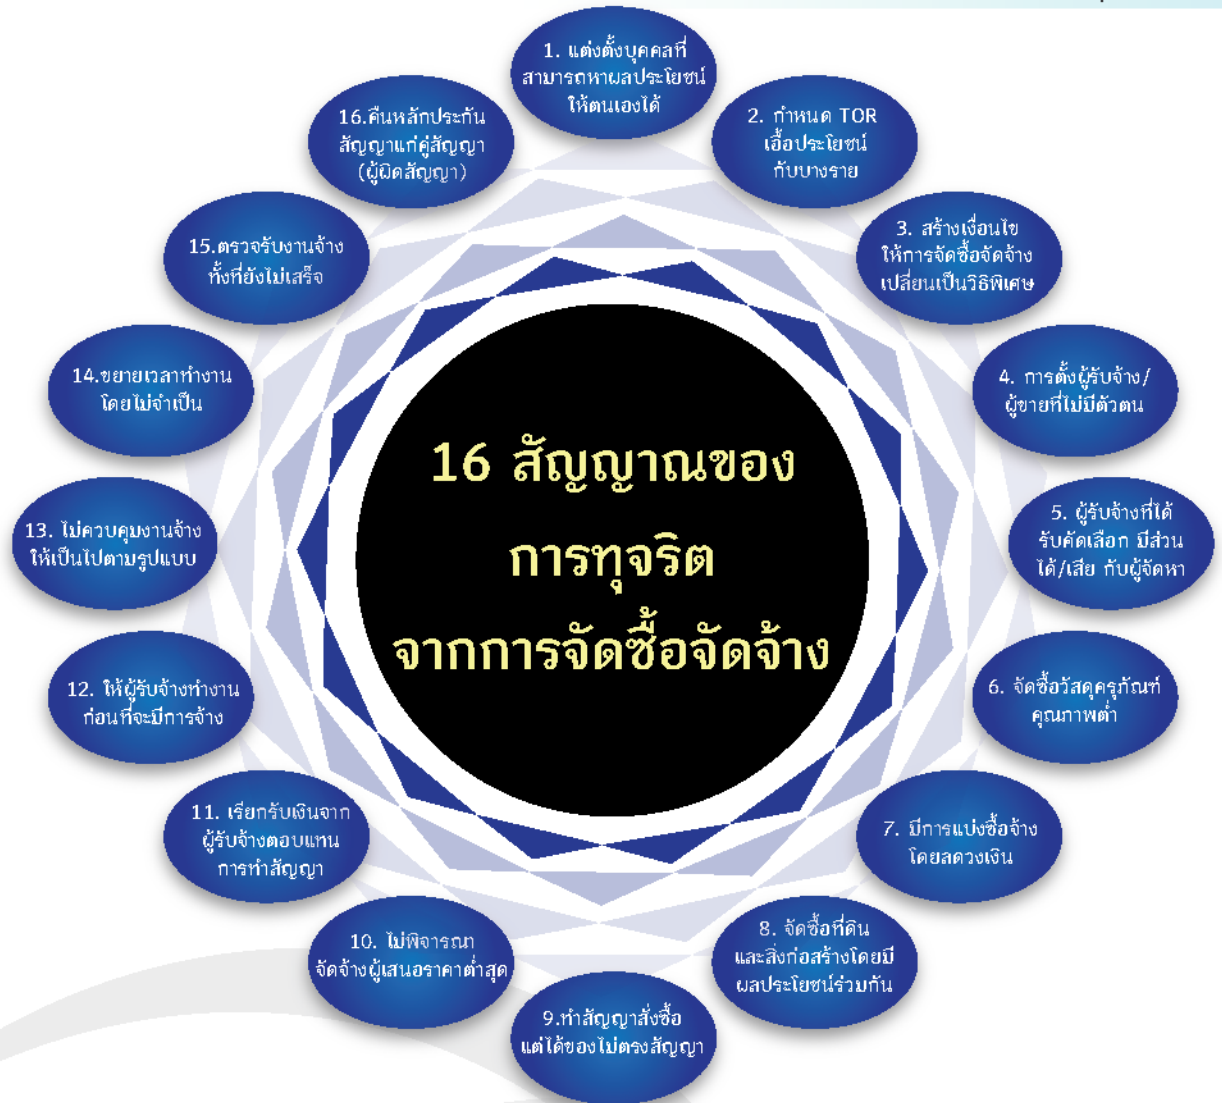 1. แต่งตั้งบุคคลที่
สามารถหาผลประโยชน์
ให้ตนเองได้
2. กำหนด TOR
เอื้อประโยชน์
กับบางราย
3. สร้างเงื่อนไข
ให้การจัดซื้อจัดจ้าง
เปลี่ยนเป็นวิธีพิเศษ
4. การตั้งผู้รับจ้าง/
ผู้ขายที่ไม่มีตัวตน
5. ผู้รับจ้างที่ได้
รับคัดเลือก มีส่วน
ได้/เสีย กับผู้จัดหา
6. จัดซื้อวัสดุครุภัณฑ์
คุณภาพต่ำ
7. มีการแบ่งซื้อจ้าง
โดยลดวงเงิน
8. จัดซื้อที่ดิน
และสิ่งก่อสร้างโดยมี
ผลประโยชน์ร่วมกัน
9.ทำสัญญาสั่งซื้อ
แต่ได้ของไม่ตรงสัญญา
10. ไม่พิจารณา
จัดจ้างผู้เสนอราคาต่ำสุด
11. เรียกรับเงินจาก
ผู้รับจ้างตอบแทน
การทำสัญญา
12. ให้ผู้รับจ้างทำงาน
ก่อนที่จะมีการจ้าง
13. ไม่ควบคุมงานจ้าง
ให้เป็นไปตามรูปแบบ
14.ขยายเวลาทำงาน
โดยไม่จำเป็น
15.ตรวจรับงานจ้าง
ทั้งที่ยังไม่เสร็จ
16.คืนหลักประกัน
สัญญาแก่คู่สัญญา
(ผู้ผิดสัญญา)
16 สัญญาณของ
การทุจริต
จากการจัดซื้อจัดจ้าง